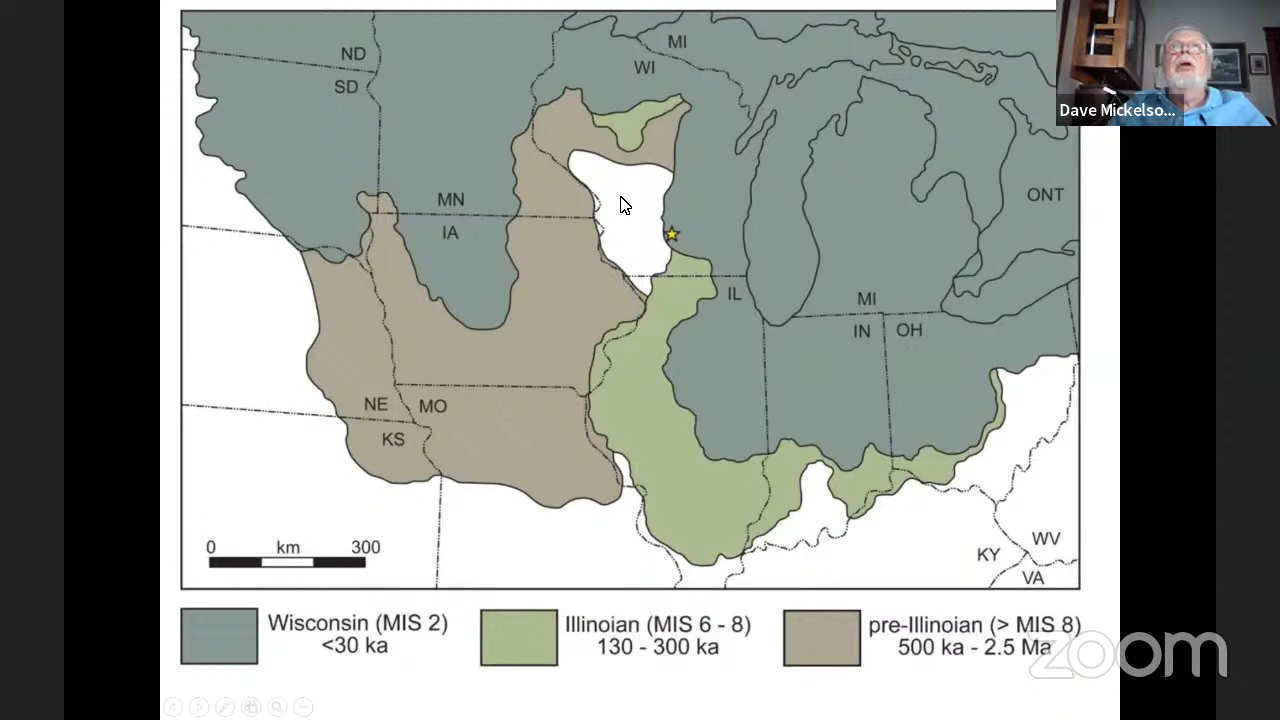 ND
MI
WI
SD
Dave Mickelso...
MN
IA
ONT
IL
MI
IN
OH
NE
MO
KS
0 km 300
KY
WV
VA
Wisconsin (MIS 2)
<30 ka
Illinoian (MIS 6 - 8)
130 - 300 ka
pre-Illinoian (> MIS 8)
500 ka - 2.5 Ma
zoom